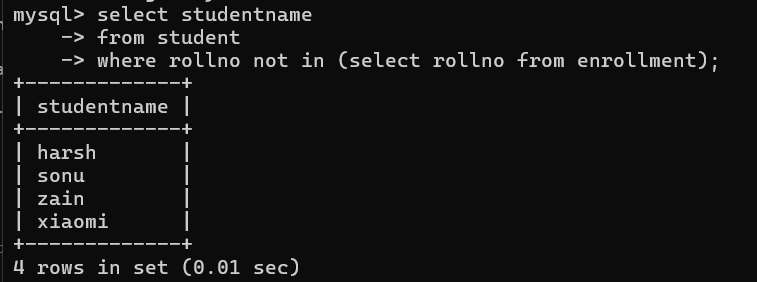 mysql> select studentname
    -> from student
    -> where rollno not in (select rollno from enrollment);
+-------------+
| studentname |
+-------------+
| harsh       |
| sonu        |
| zain        |
| xiaomi      |
+-------------+
4 rows in set (0.01 sec)